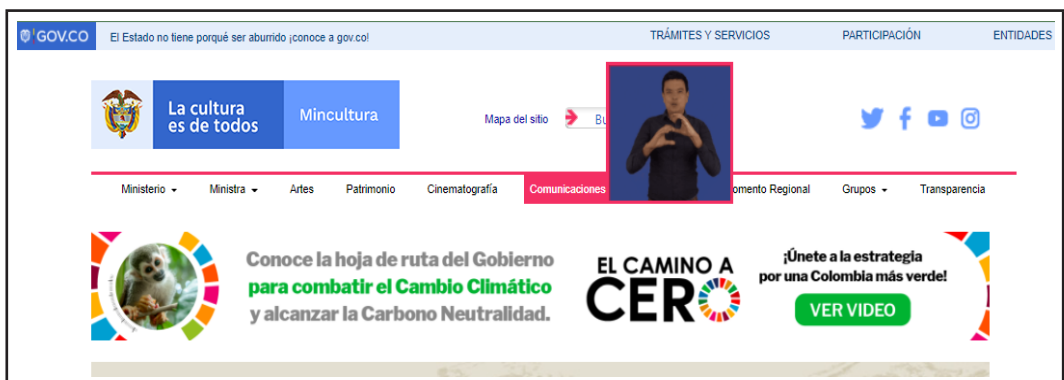 GOV.CO El Estado no tiene porqué ser aburrido ¡conoce a gov.co! TRÁMITES Y SERVICIOS PARTICIPACIÓN ENTIDADES
La cultura
es de todos
Mincultura
Mapa del sitio
Ministerio Ministra Artes Patrimonio Cinematografía Comunicaciones Regional Grupos Transparencia
Conoce la hoja de ruta del Gobierno
para combatir el Cambio Climático
y alcanzar la Carbono Neutralidad.
EL CAMINO A
CERO
¡Únete a la estrategia
por una Colombia más verde!
VER VIDEO